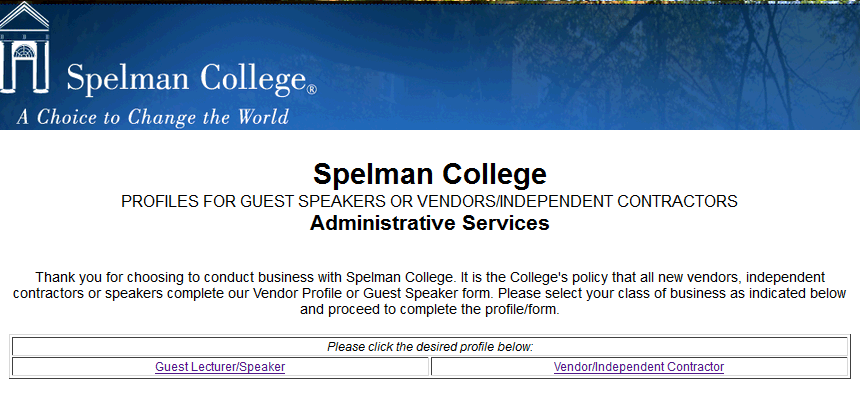 Spelman College®
A Choice to Change the World
Spelman College
PROFILES FOR GUEST SPEAKERS OR VENDORS/INDEPENDENT CONTRACTORS
Administrative Services
Thank you for choosing to conduct business with Spelman College. It is the College's policy that all new vendors, independent
contractors or speakers complete our Vendor Profile or Guest Speaker form. Please select your class of business as indicated below
and proceed to complete the profile/form.
Please click the desired profile below:
Guest Lecturer/Speaker
Vendor/Independent Contractor